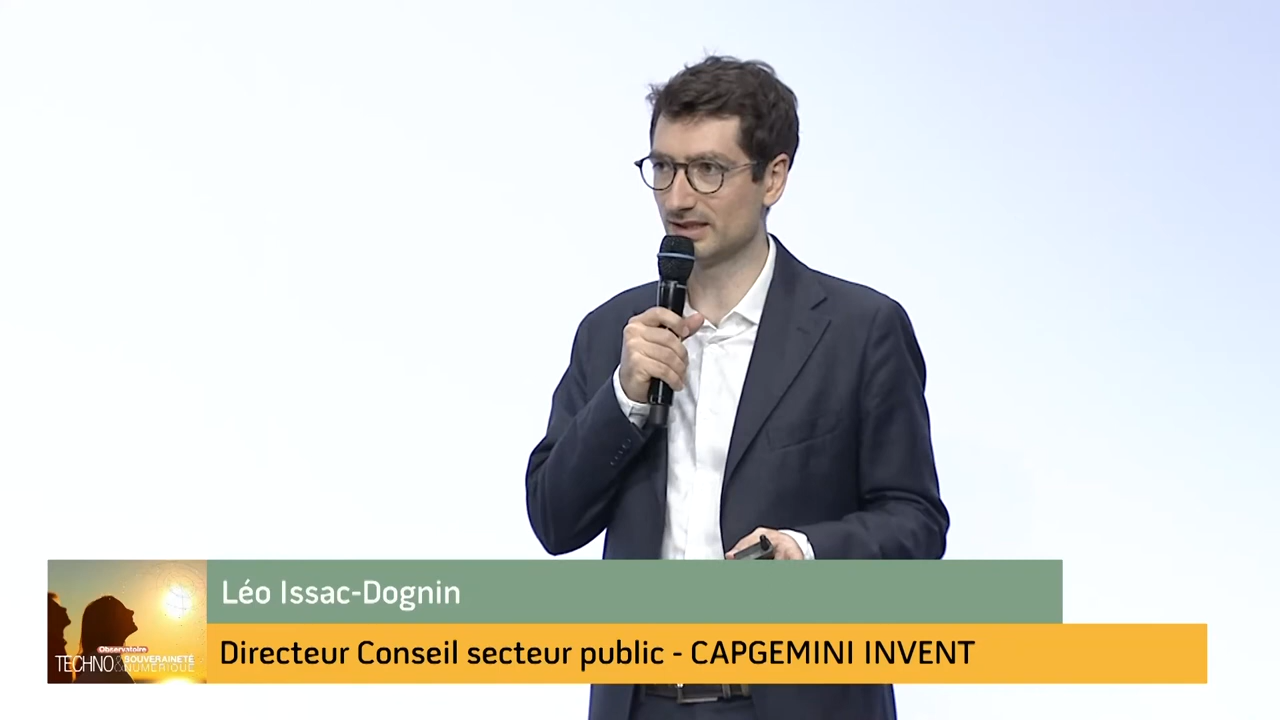 Léo Issac-Dognin
Directeur Conseil secteur public - CAPGEMINI INVENT
Observatoire
TECHNO& SOUVERAINETÉ
NUMÉRIQUE